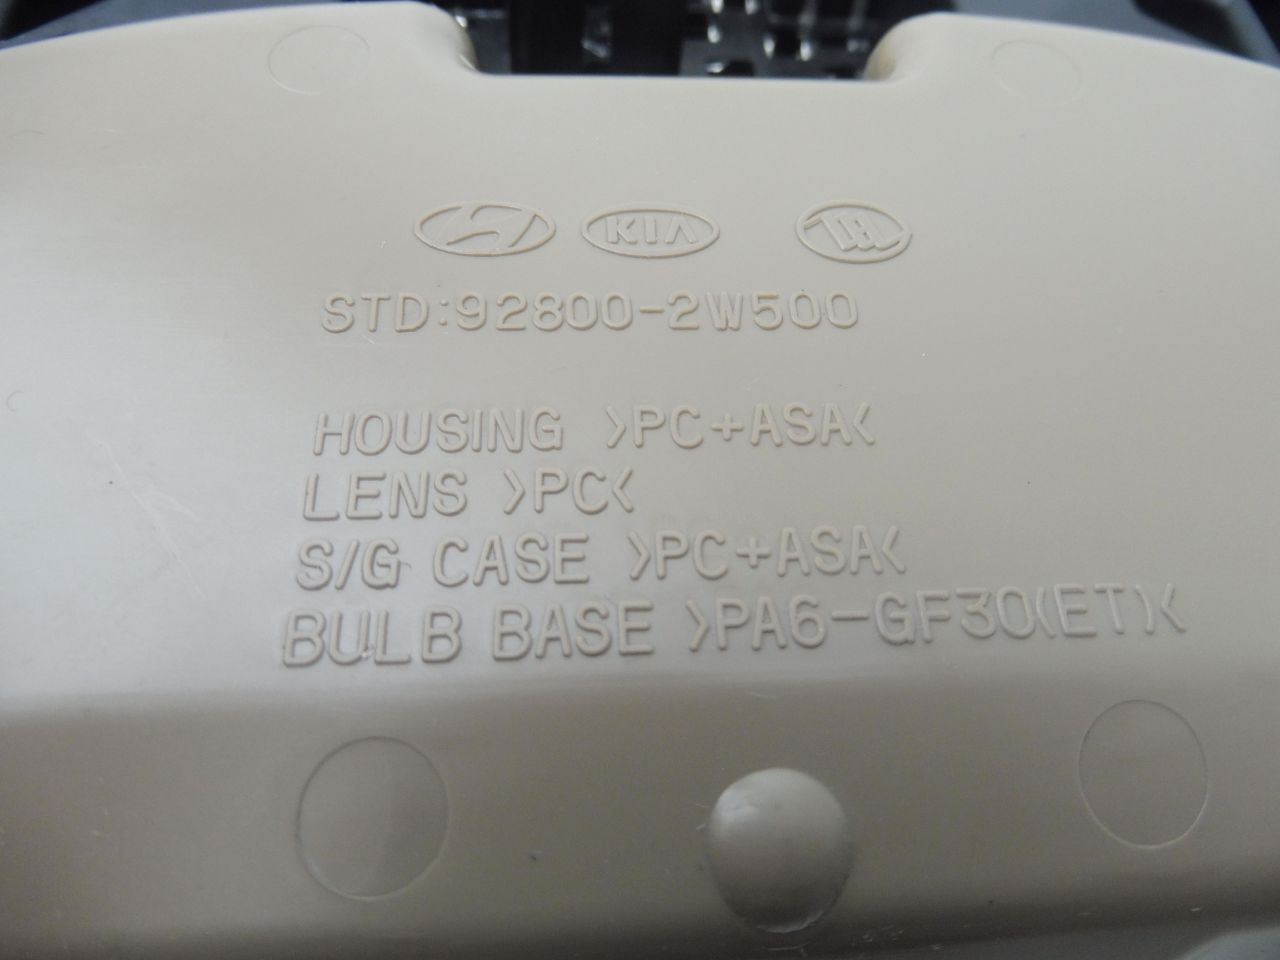 KIA
STD:92800-2W500
HOUSING >PC+ASA<
LENS >PC<
S/G CASE >PC+ASA<
BULB BASE >PA6-GF30(ET)<